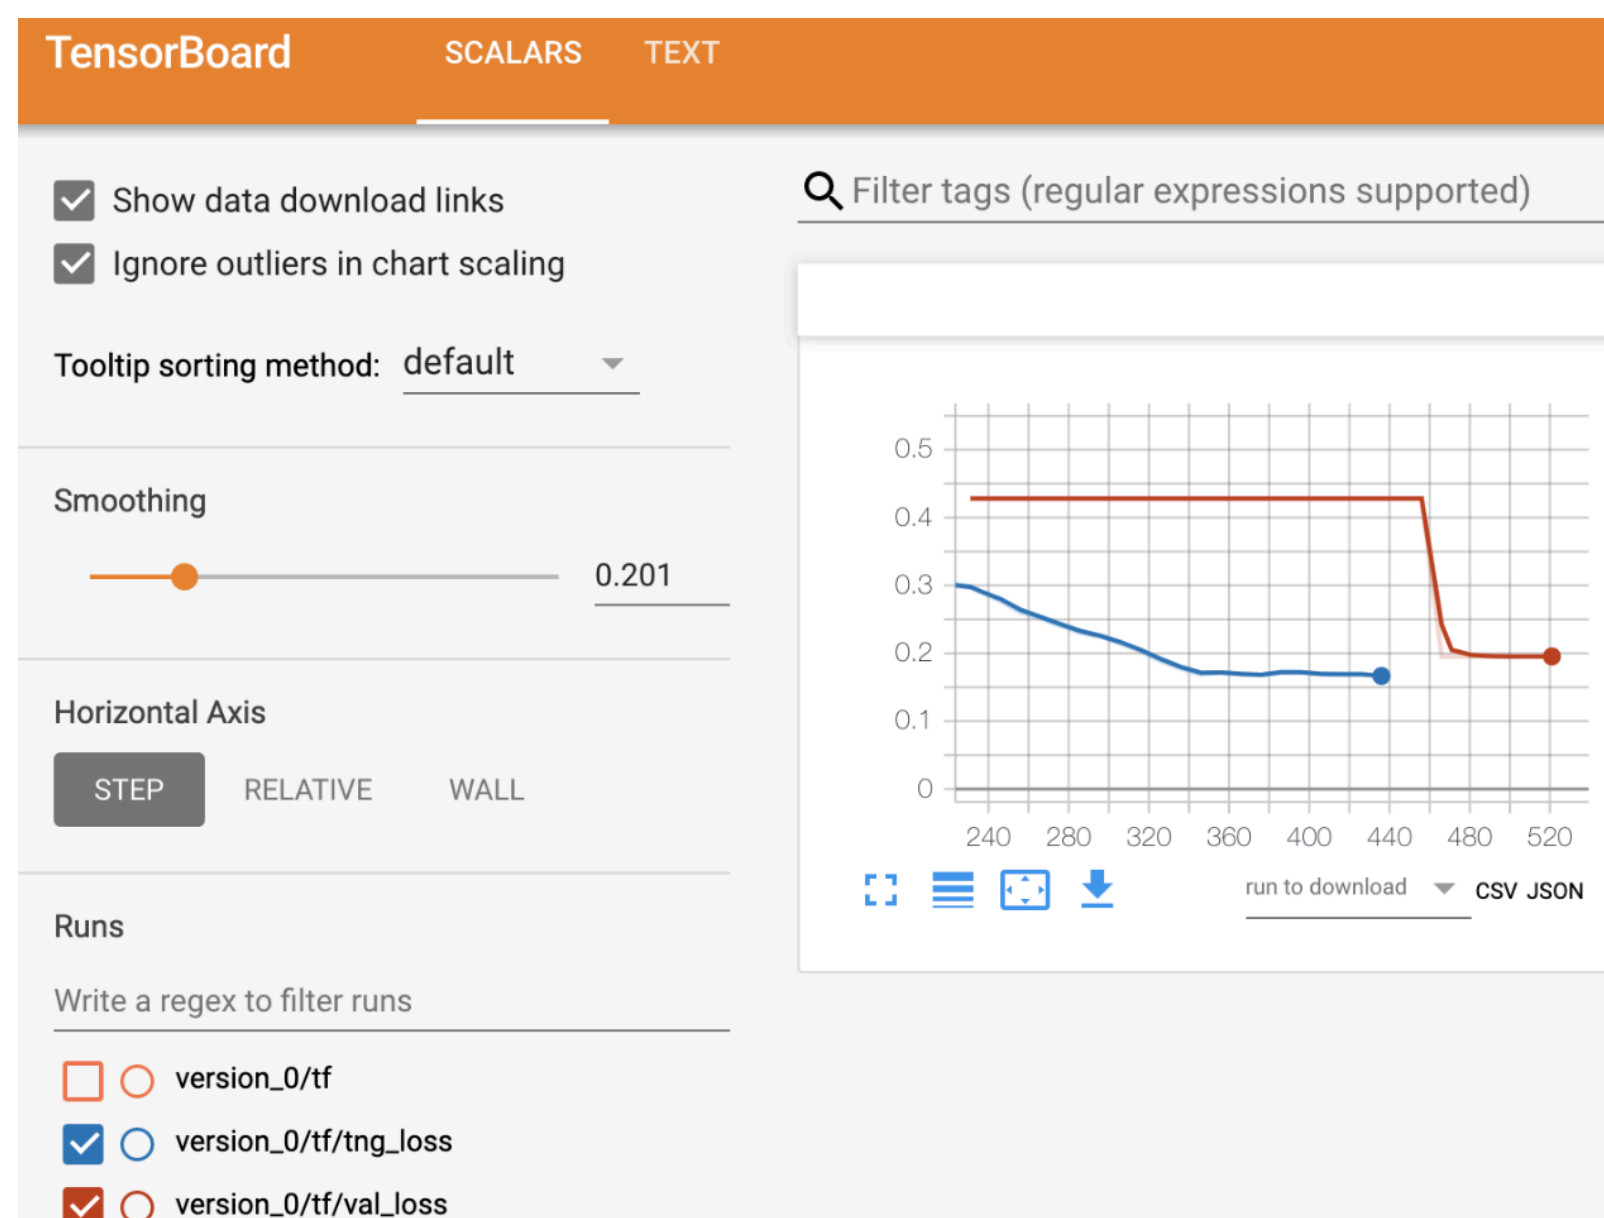 TensorBoard SCALARS TEXT
Show data download links
Ignore outliers in chart scaling
Tooltip sorting method: default
Smoothing
0.201
Horizontal Axis
STEP RELATIVE WALL
Runs
Write a regex to filter runs
version_0/tf
version_0/tf/tng_loss
version_0/tf/val_loss
Filter tags (regular expressions supported)
0.5
0.4
0.3
0.2
0.1
0
240 280 320 360 400 440 480 520
run to download CSV JSON